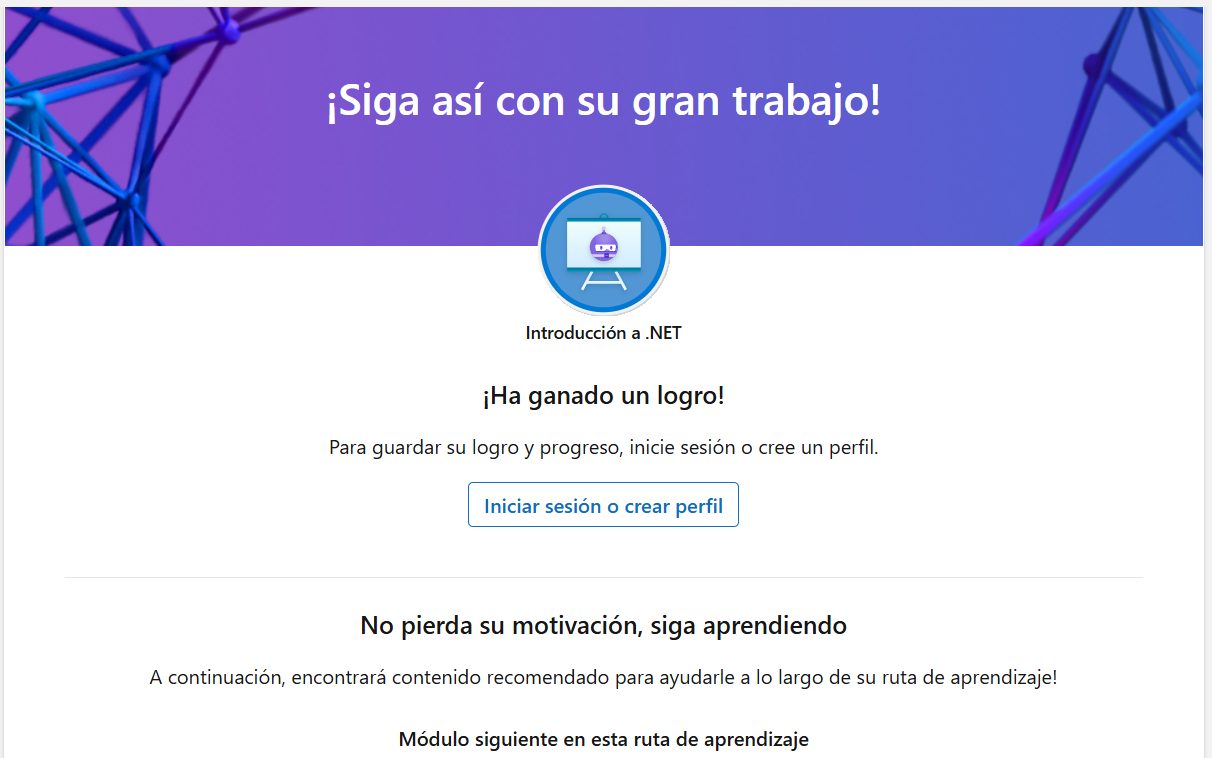 ¡Siga así con su gran trabajo!
Introducción a .NET
¡Ha ganado un logro!
Para guardar su logro y progreso, inicie sesión o cree un perfil.
Iniciar sesión o crear perfil
No pierda su motivación, siga aprendiendo
A continuación, encontrará contenido recomendado para ayudarle a lo largo de su ruta de aprendizaje!
Módulo siguiente en esta ruta de aprendizaje